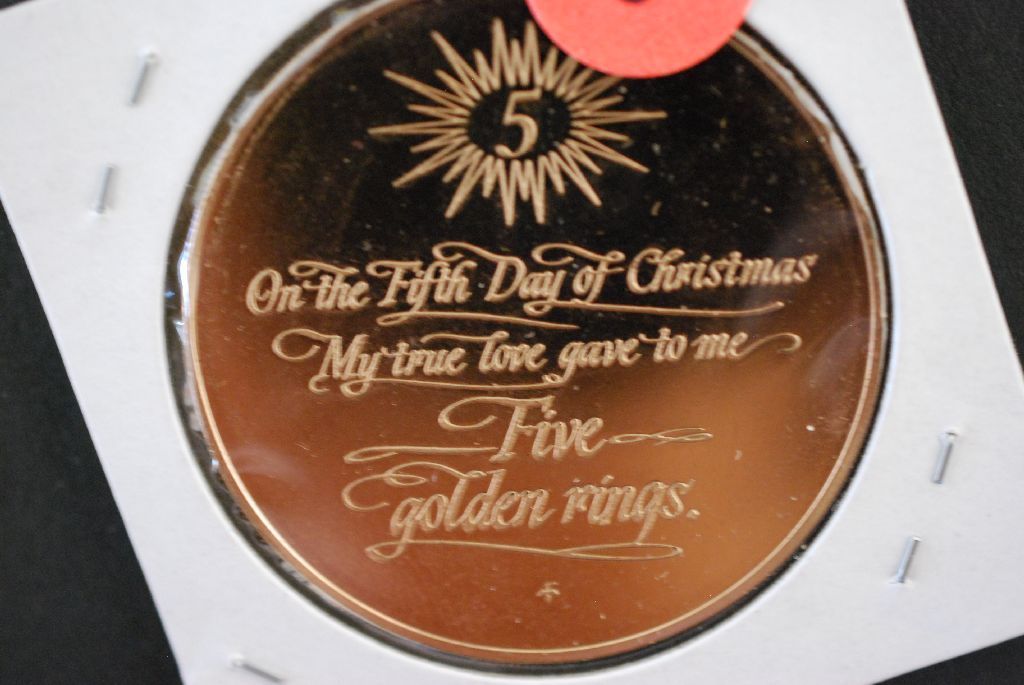 5
On the Fifth Day of Christmas
My true love gave to me
Five
golden rings.